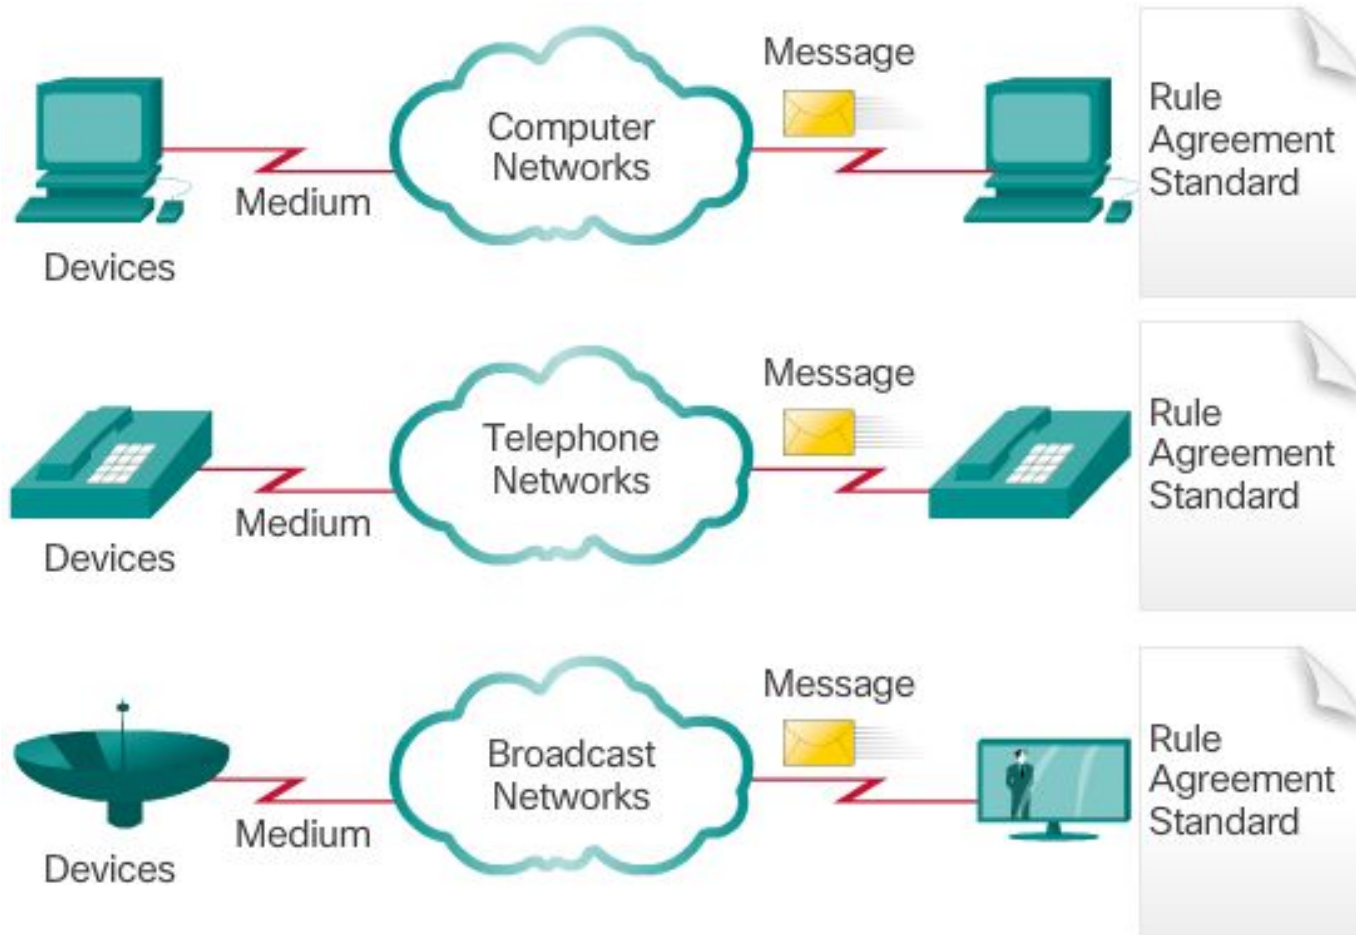 Message
Computer
Networks
Rule
Agreement
Standard
Medium
Devices
Message
Telephone
Networks
Rule
Agreement
Standard
Medium
Devices
Message
Broadcast
Networks
Rule
Agreement
Standard
Medium
Devices